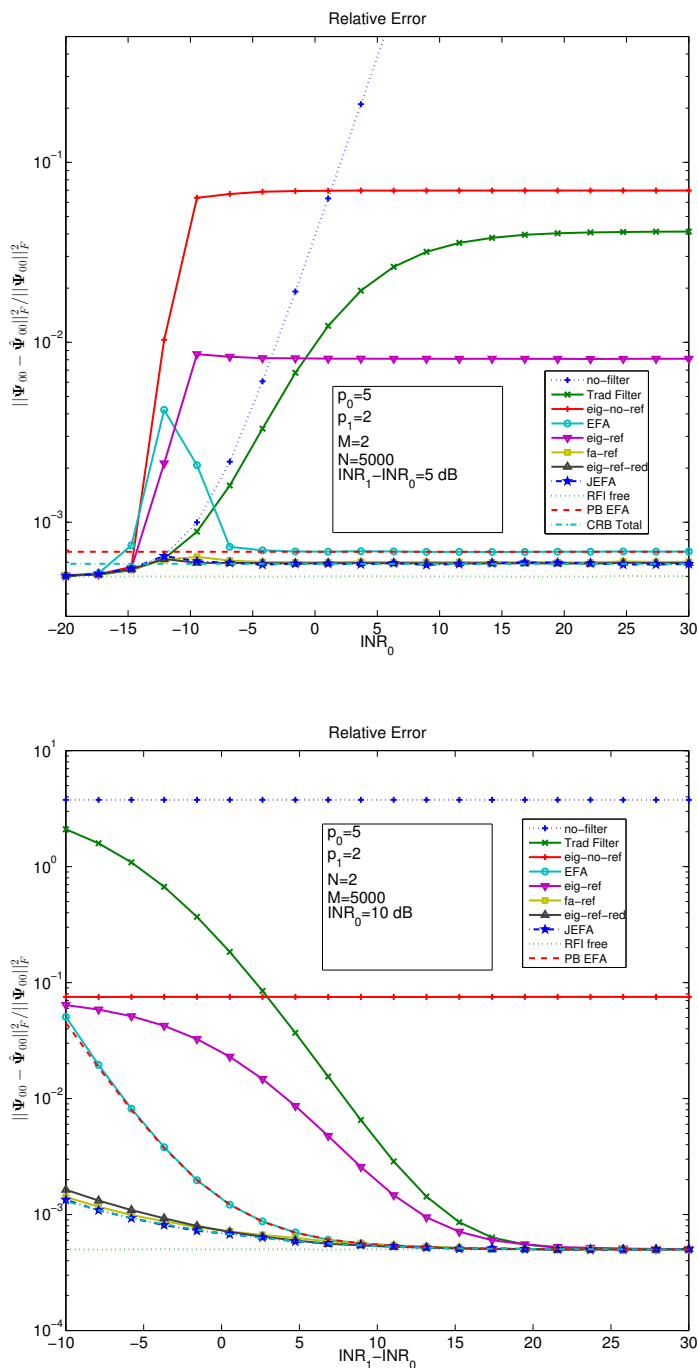 Relative Error
10⁻¹
10⁻²
10⁻³
||Ψ₀₀ − Ψ̂₀₀||²_F / ||Ψ₀₀||²_F
p₀=5
p₁=2
M=2
N=5000
INR₁−INR₀=5 dB
no-filter
Trad Filter
eig-no-ref
EFA
eig-ref
fa-ref
eig-ref-red
JEFA
RFI free
PB EFA
CRB Total
−20 −15 −10 −5 0 5 10 15 20 25 30
INR₀
Relative Error
10¹
10⁰
10⁻¹
10⁻²
10⁻³
10⁻⁴
||Ψ₀₀ − Ψ̂₀₀||²_F / ||Ψ₀₀||²_F
p₀=5
p₁=2
N=2
M=5000
INR₀=10 dB
no-filter
Trad Filter
eig-no-ref
EFA
eig-ref
fa-ref
eig-ref-red
JEFA
RFI free
PB EFA
−10 −5 0 5 10 15 20 25 30
INR₁−INR₀